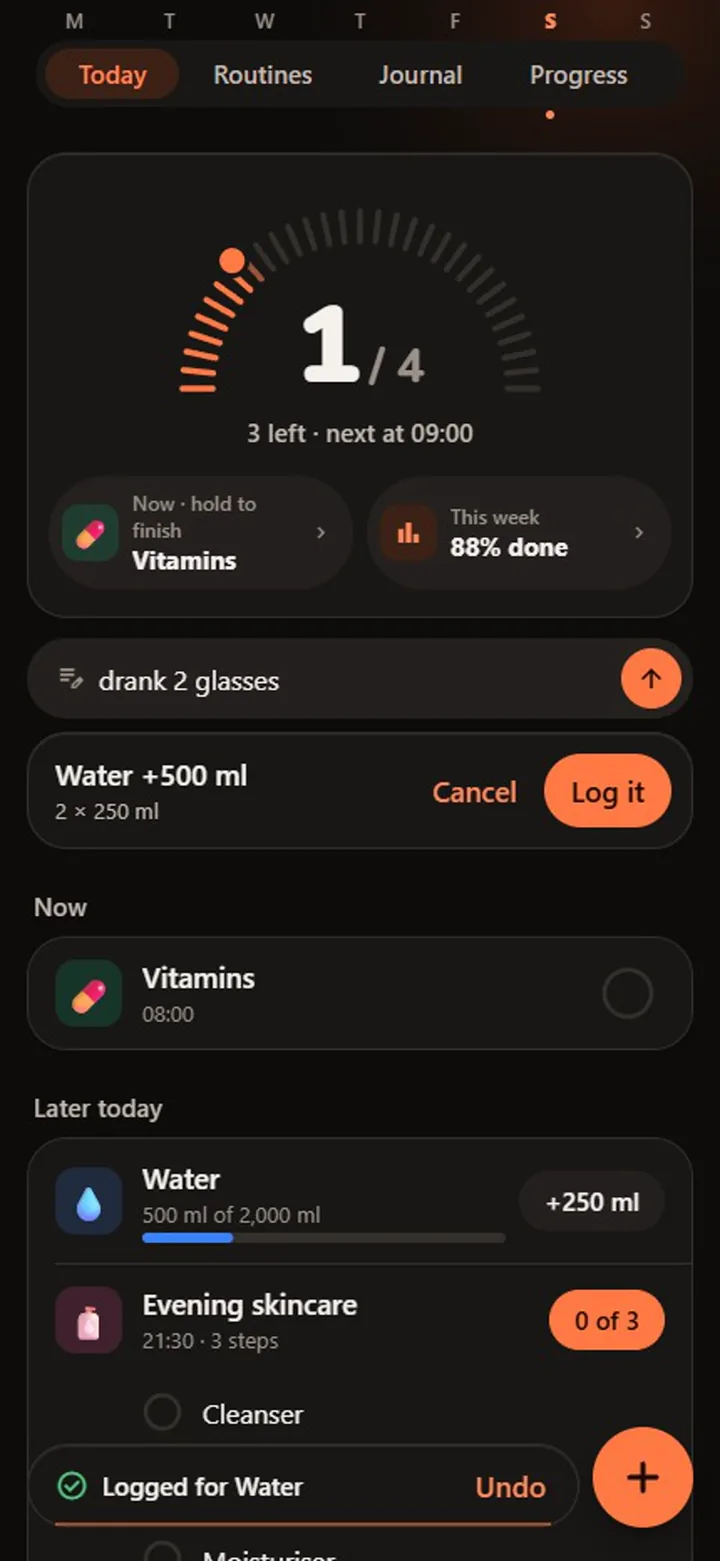 M T W T F S S
Today Routines Journal Progress
1 / 4
3 left · next at 09:00
Now · hold to
finish
Vitamins
This week
88% done
drank 2 glasses
Water +500 ml
2 × 250 ml
Cancel
Log it
Now
Vitamins
08:00
Later today
Water
500 ml of 2,000 ml
+250 ml
Evening skincare
21:30 · 3 steps
0 of 3
Cleanser
Logged for Water
Undo
Moisturiser